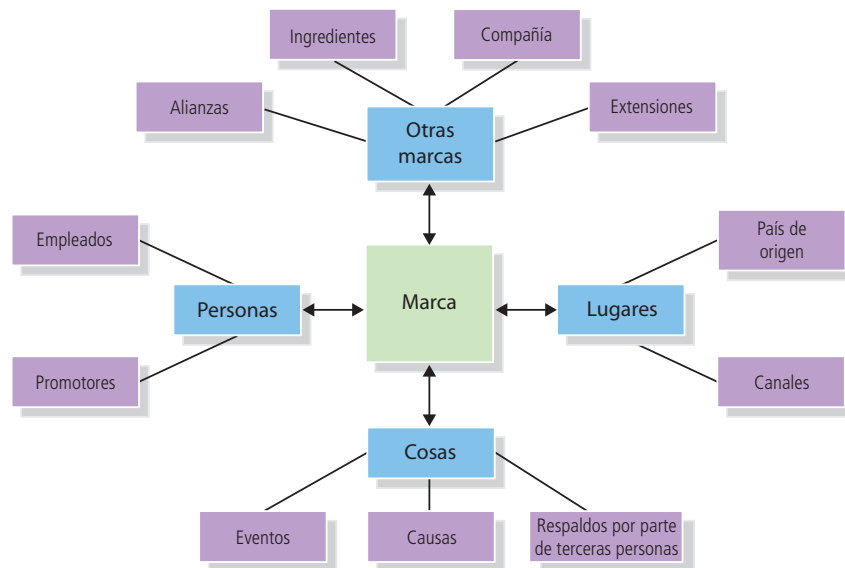 Ingredientes
Compañía
Alianzas
Otras
marcas
Extensiones
Empleados
País de
origen
Personas
Marca
Lugares
Promotores
Canales
Cosas
Eventos
Causas
Respaldos por parte
de terceras personas